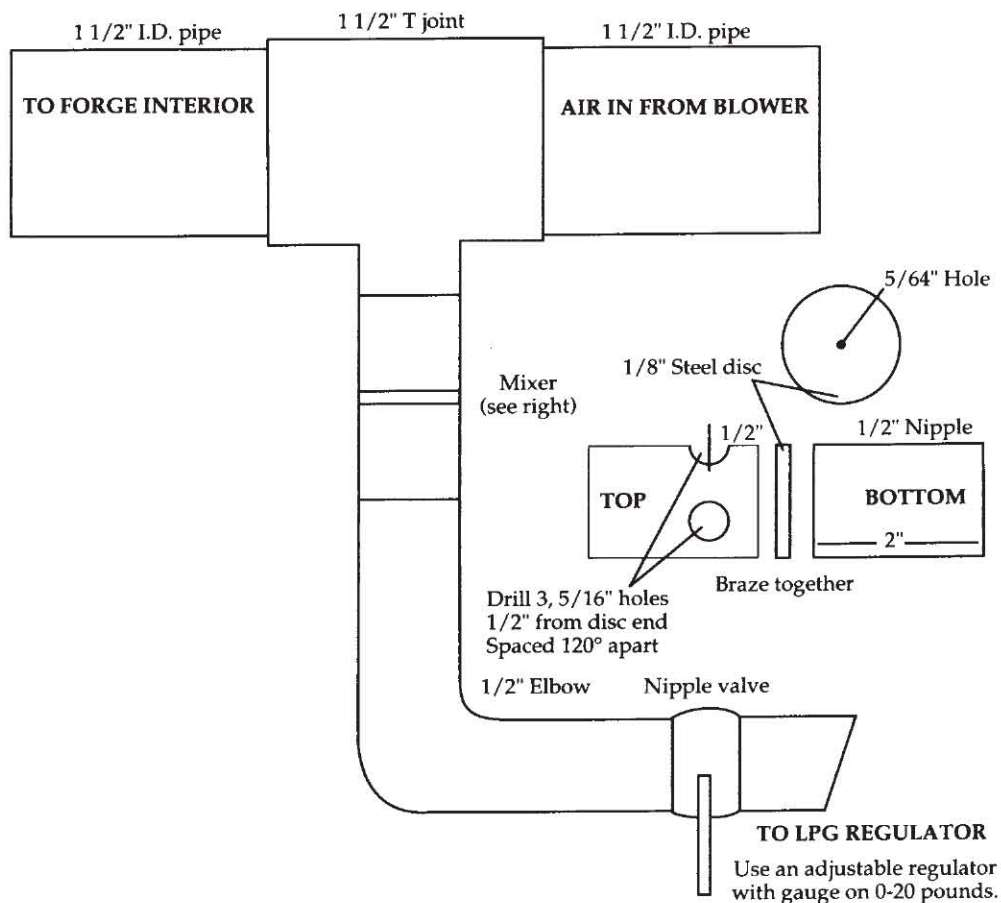 1 1/2" I.D. pipe
1 1/2" T joint
1 1/2" I.D. pipe
TO FORGE INTERIOR
AIR IN FROM BLOWER
5/64" Hole
1/8" Steel disc
Mixer
(see right)
1/2"
1/2" Nipple
TOP
BOTTOM
2"
Braze together
Drill 3, 5/16" holes
1/2" from disc end
Spaced 120° apart
1/2" Elbow
Nipple valve
TO LPG REGULATOR
Use an adjustable regulator
with gauge on 0-20 pounds.